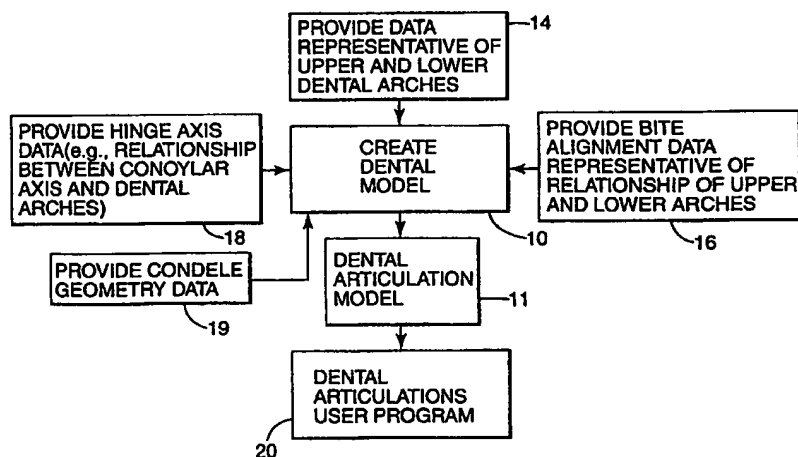 PROVIDE DATA
REPRESENTATIVE OF
UPPER AND LOWER
DENTAL ARCHES
14
PROVIDE HINGE AXIS
DATA(e.g., RELATIONSHIP
BETWEEN CONOYLAR
AXIS AND DENTAL
ARCHES)
18
CREATE
DENTAL
MODEL
10
PROVIDE BITE
ALIGNMENT DATA
REPRESENTATIVE OF
RELATIONSHIP OF UPPER
AND LOWER ARCHES
16
PROVIDE CONDELE
GEOMETRY DATA
19
DENTAL
ARTICULATION
MODEL
11
DENTAL
ARTICULATIONS
USER PROGRAM
20